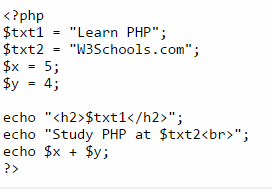 <?php
$txt1 = "Learn PHP";
$txt2 = "W3Schools.com";
$x = 5;
$y = 4;

echo "<h2>$txt1</h2>";
echo "Study PHP at $txt2<br>";
echo $x + $y;
?>